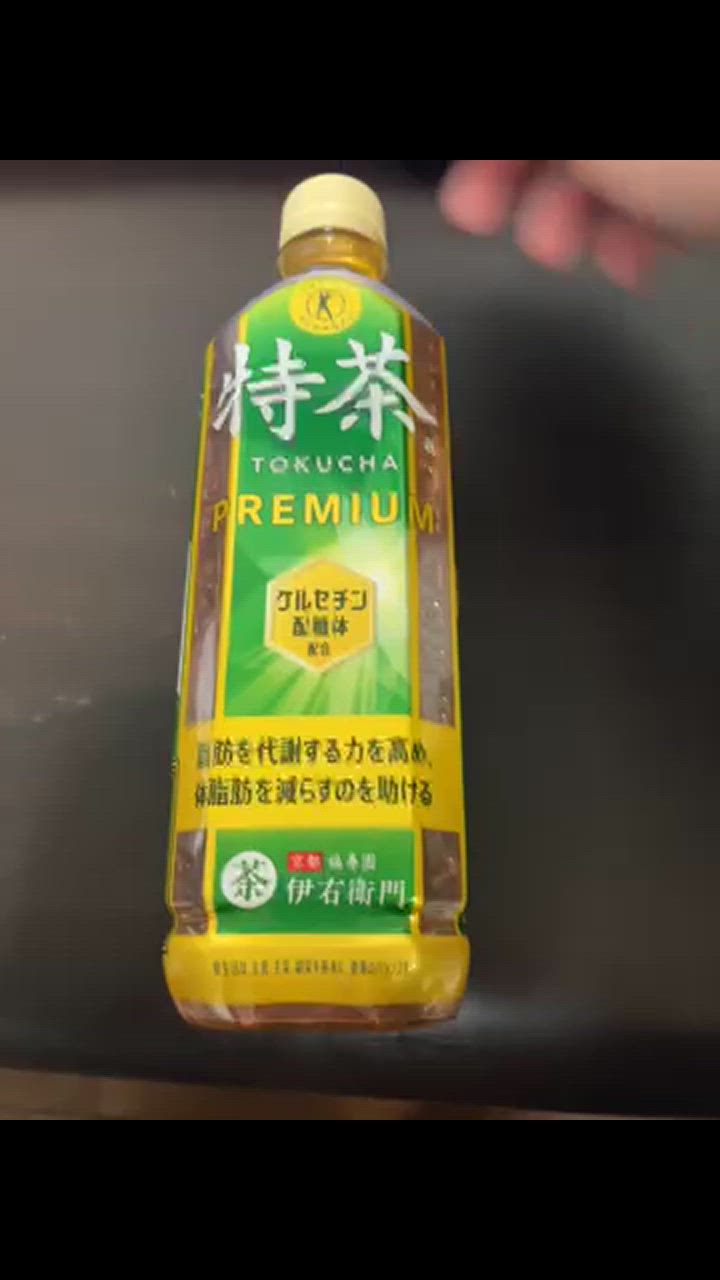 特茶
TOKUCHA
PREMIUM
ケルセチン
配糖体
配合
脂肪を代謝する力を高め、
体脂肪を減らすのを助ける
茶
京都 福寿園
伊右衛門